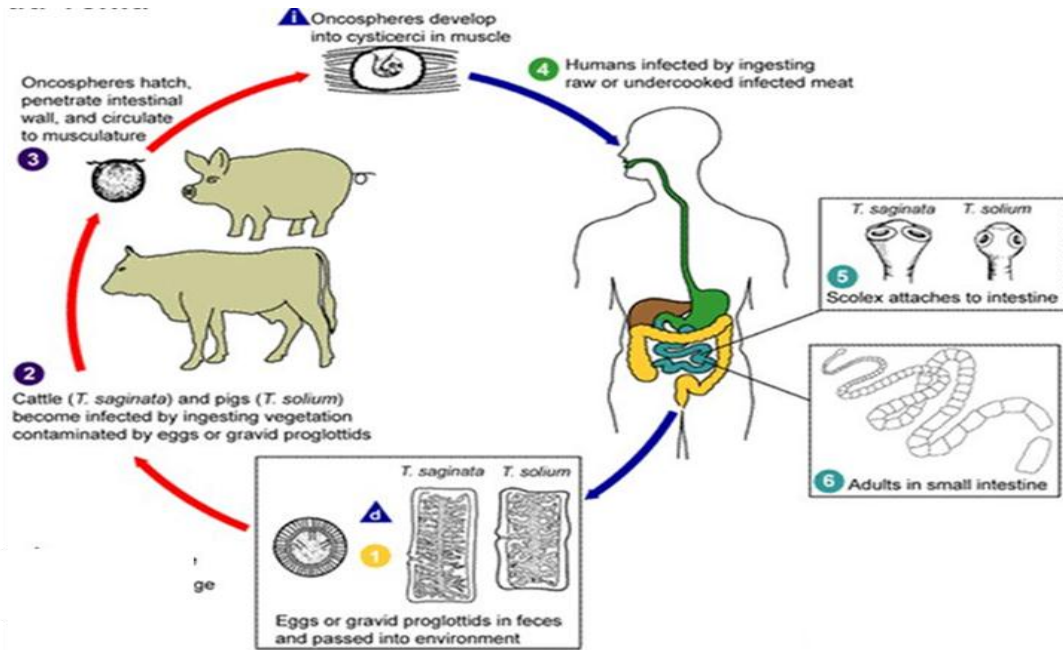 i
Oncospheres develop
into cysticerci in muscle
4
Humans infected by ingesting
raw or undercooked infected meat
Oncospheres hatch,
penetrate intestinal
wall, and circulate
to musculature
3
T. saginata T. solium
5
Scolex attaches to intestine
2
Cattle (T. saginata) and pigs (T. solium)
become infected by ingesting vegetation
contaminated by eggs or gravid proglottids
6 Adults in small intestine
T. saginata T. solium
d
1
ge
Eggs or gravid proglottids in feces
and passed into environment